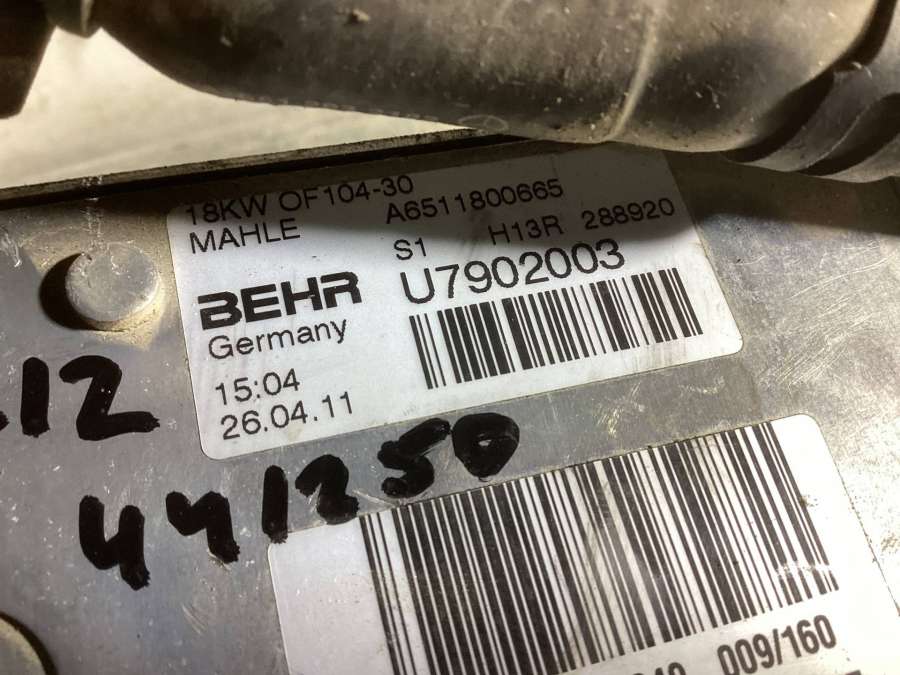 18KW OF104-30
MAHLE A6511800665
S1 H13R 288920
BEHR U7902003
Germany
15:04
26.04.11
12
441250
009/160